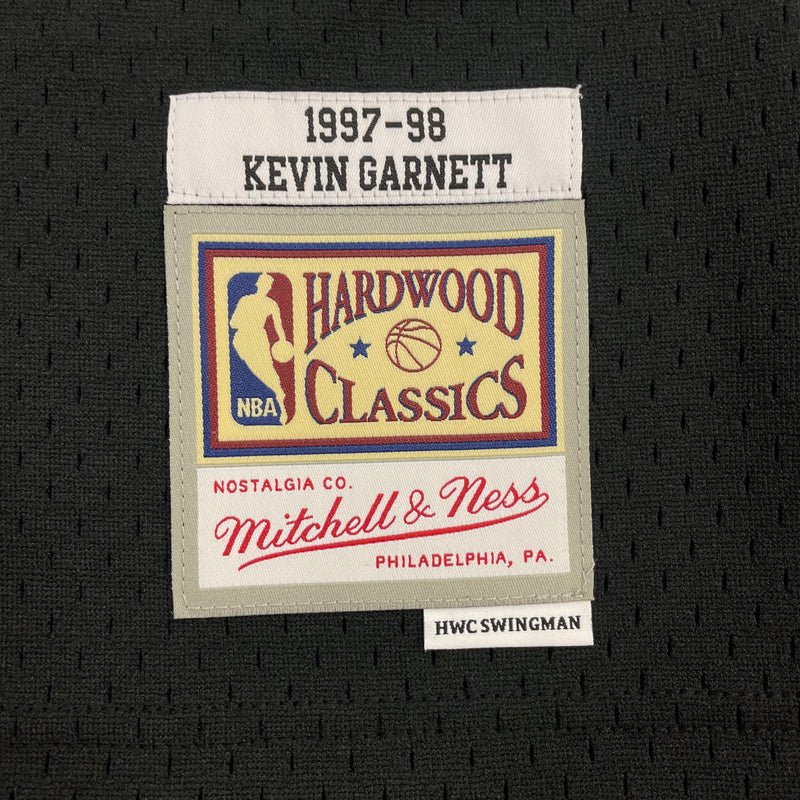 1997-98
KEVIN GARNETT
HARDWOOD
CLASSICS
NBA
NOSTALGIA CO.
Mitchell & Ness
PHILADELPHIA, PA.
HWC SWINGMAN